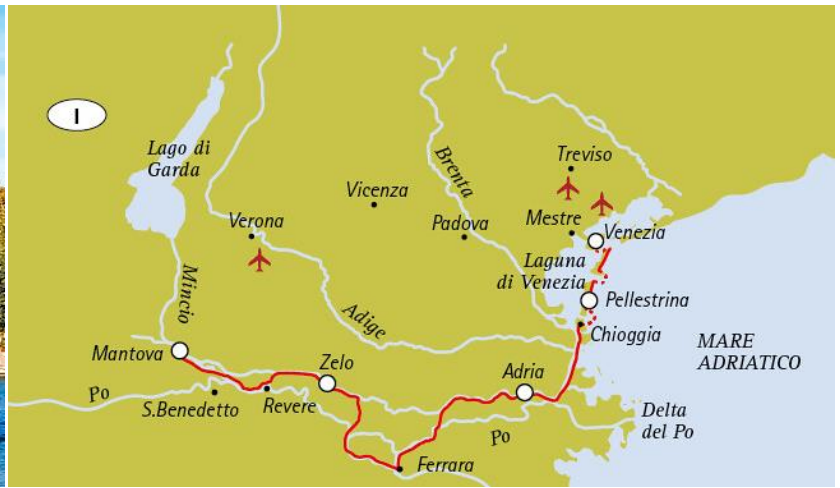 I
Lago di
Garda
Brenta
Treviso
Vicenza
Verona
Padova
Mestre
Venezia
Laguna
di Venezia
Mincio
Adige
Pellestrina
Chioggia
MARE
ADRIATICO
Mantova
Zelo
Adria
Po
S.Benedetto
Revere
Po
Delta
del Po
Ferrara